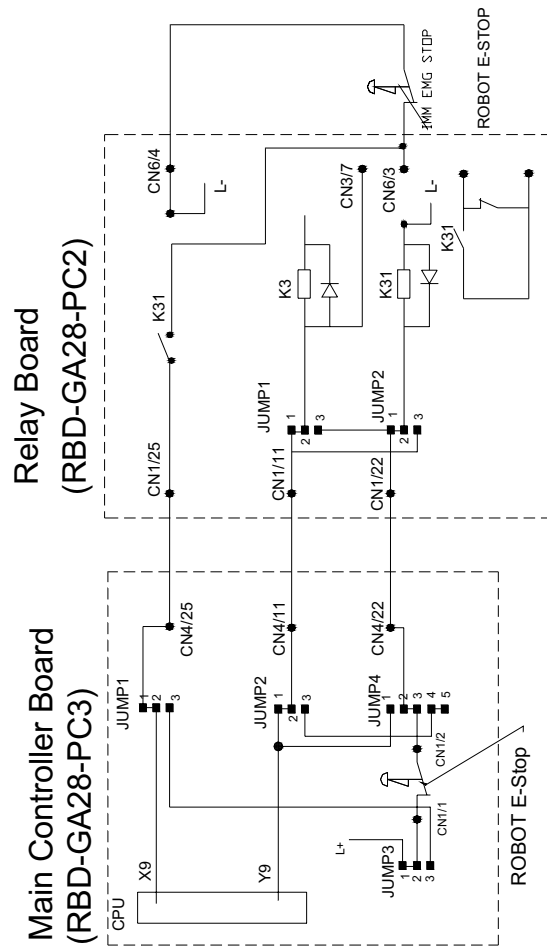 Main Controller Board
(RBD-GA28-PC3)
CPU
X9
Y9
JUMP1
1
2
3
JUMP2
1
2
3
JUMP3
1
2
3
L+
JUMP4
1
2
3
4
5
CN1/1
CN1/2
ROBOT E-Stop
CN4/25
CN4/11
CN4/22
Relay Board
(RBD-GA28-PC2)
CN1/25
CN1/11
CN1/22
JUMP1
1
2
3
JUMP2
1
2
3
K31
K3
K31
L-
CN6/4
L-
CN3/7
CN6/3
K31
IMM EMG STOP
ROBOT E-STOP